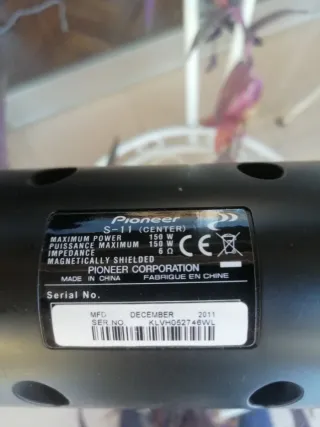 Pioneer
S-11 (CENTER)
MAXIMUM POWER 150 W
PUISSANCE MAXIMUM 150 W
IMPEDANCE 6 Ω
MAGNETICALLY SHIELDED
CE
PIONEER CORPORATION
MADE IN CHINA FABRIQUE EN CHINE
Serial No.
MFD DECEMBER 2011
SER.NO. KLVH052746WL